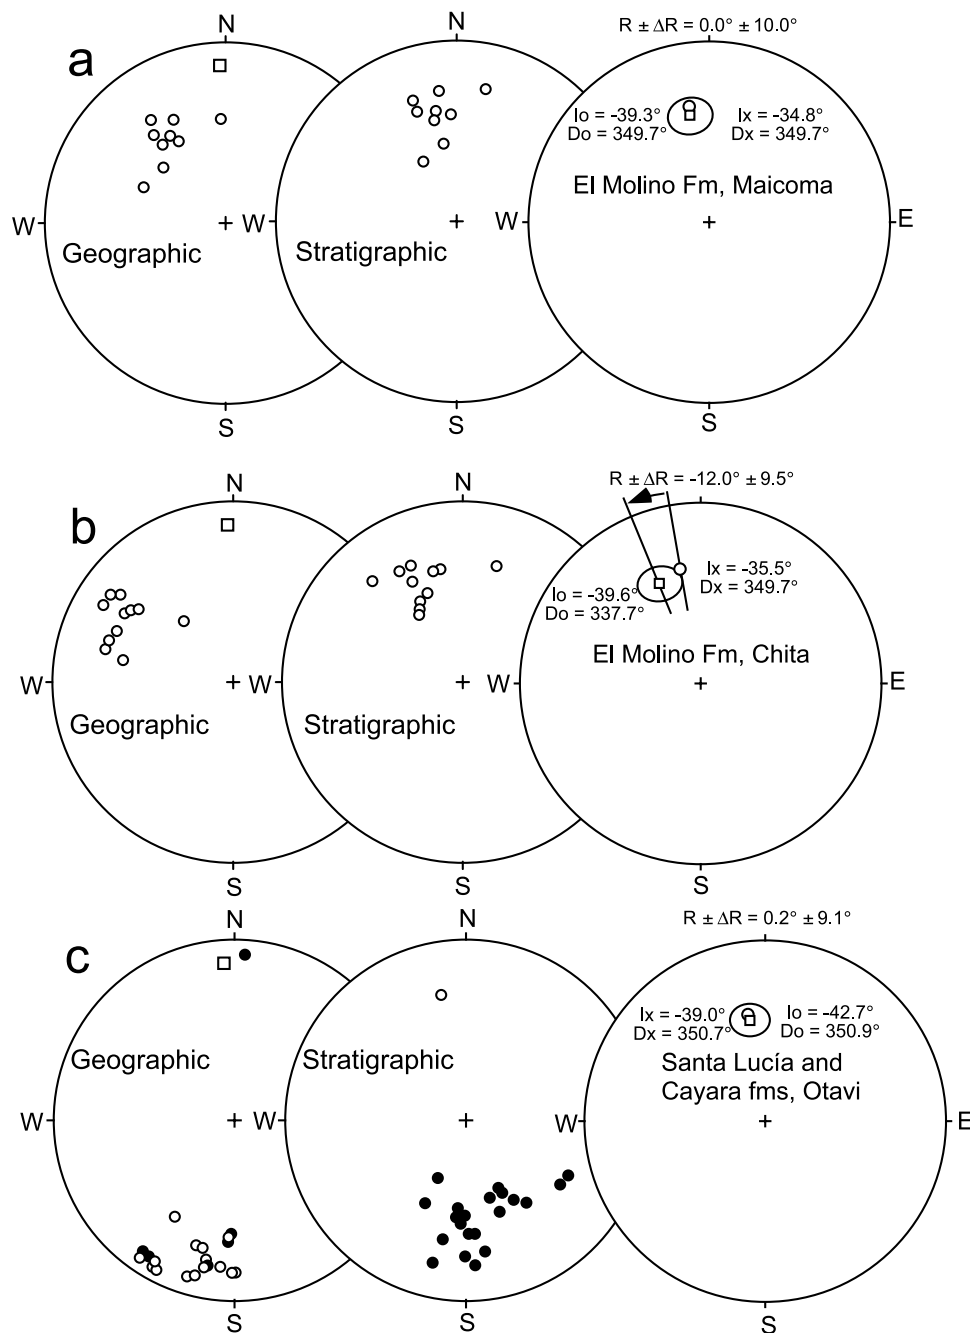 a
N
N
R ± ΔR = 0.0° ± 10.0°
Io = -39.3°
Do = 349.7°
Ix = -34.8°
Dx = 349.7°
El Molino Fm, Maicoma
W
W
W
E
Geographic
Stratigraphic
S
S
S
b
N
N
R ± ΔR = -12.0° ± 9.5°
Ix = -35.5°
Dx = 349.7°
Io = -39.6°
Do = 337.7°
El Molino Fm, Chita
W
W
W
E
Geographic
Stratigraphic
S
S
S
c
N
N
R ± ΔR = 0.2° ± 9.1°
Ix = -39.0°
Dx = 350.7°
Io = -42.7°
Do = 350.9°
Geographic
Stratigraphic
Santa Lucía and
Cayara fms, Otavi
W
W
W
E
S
S
S